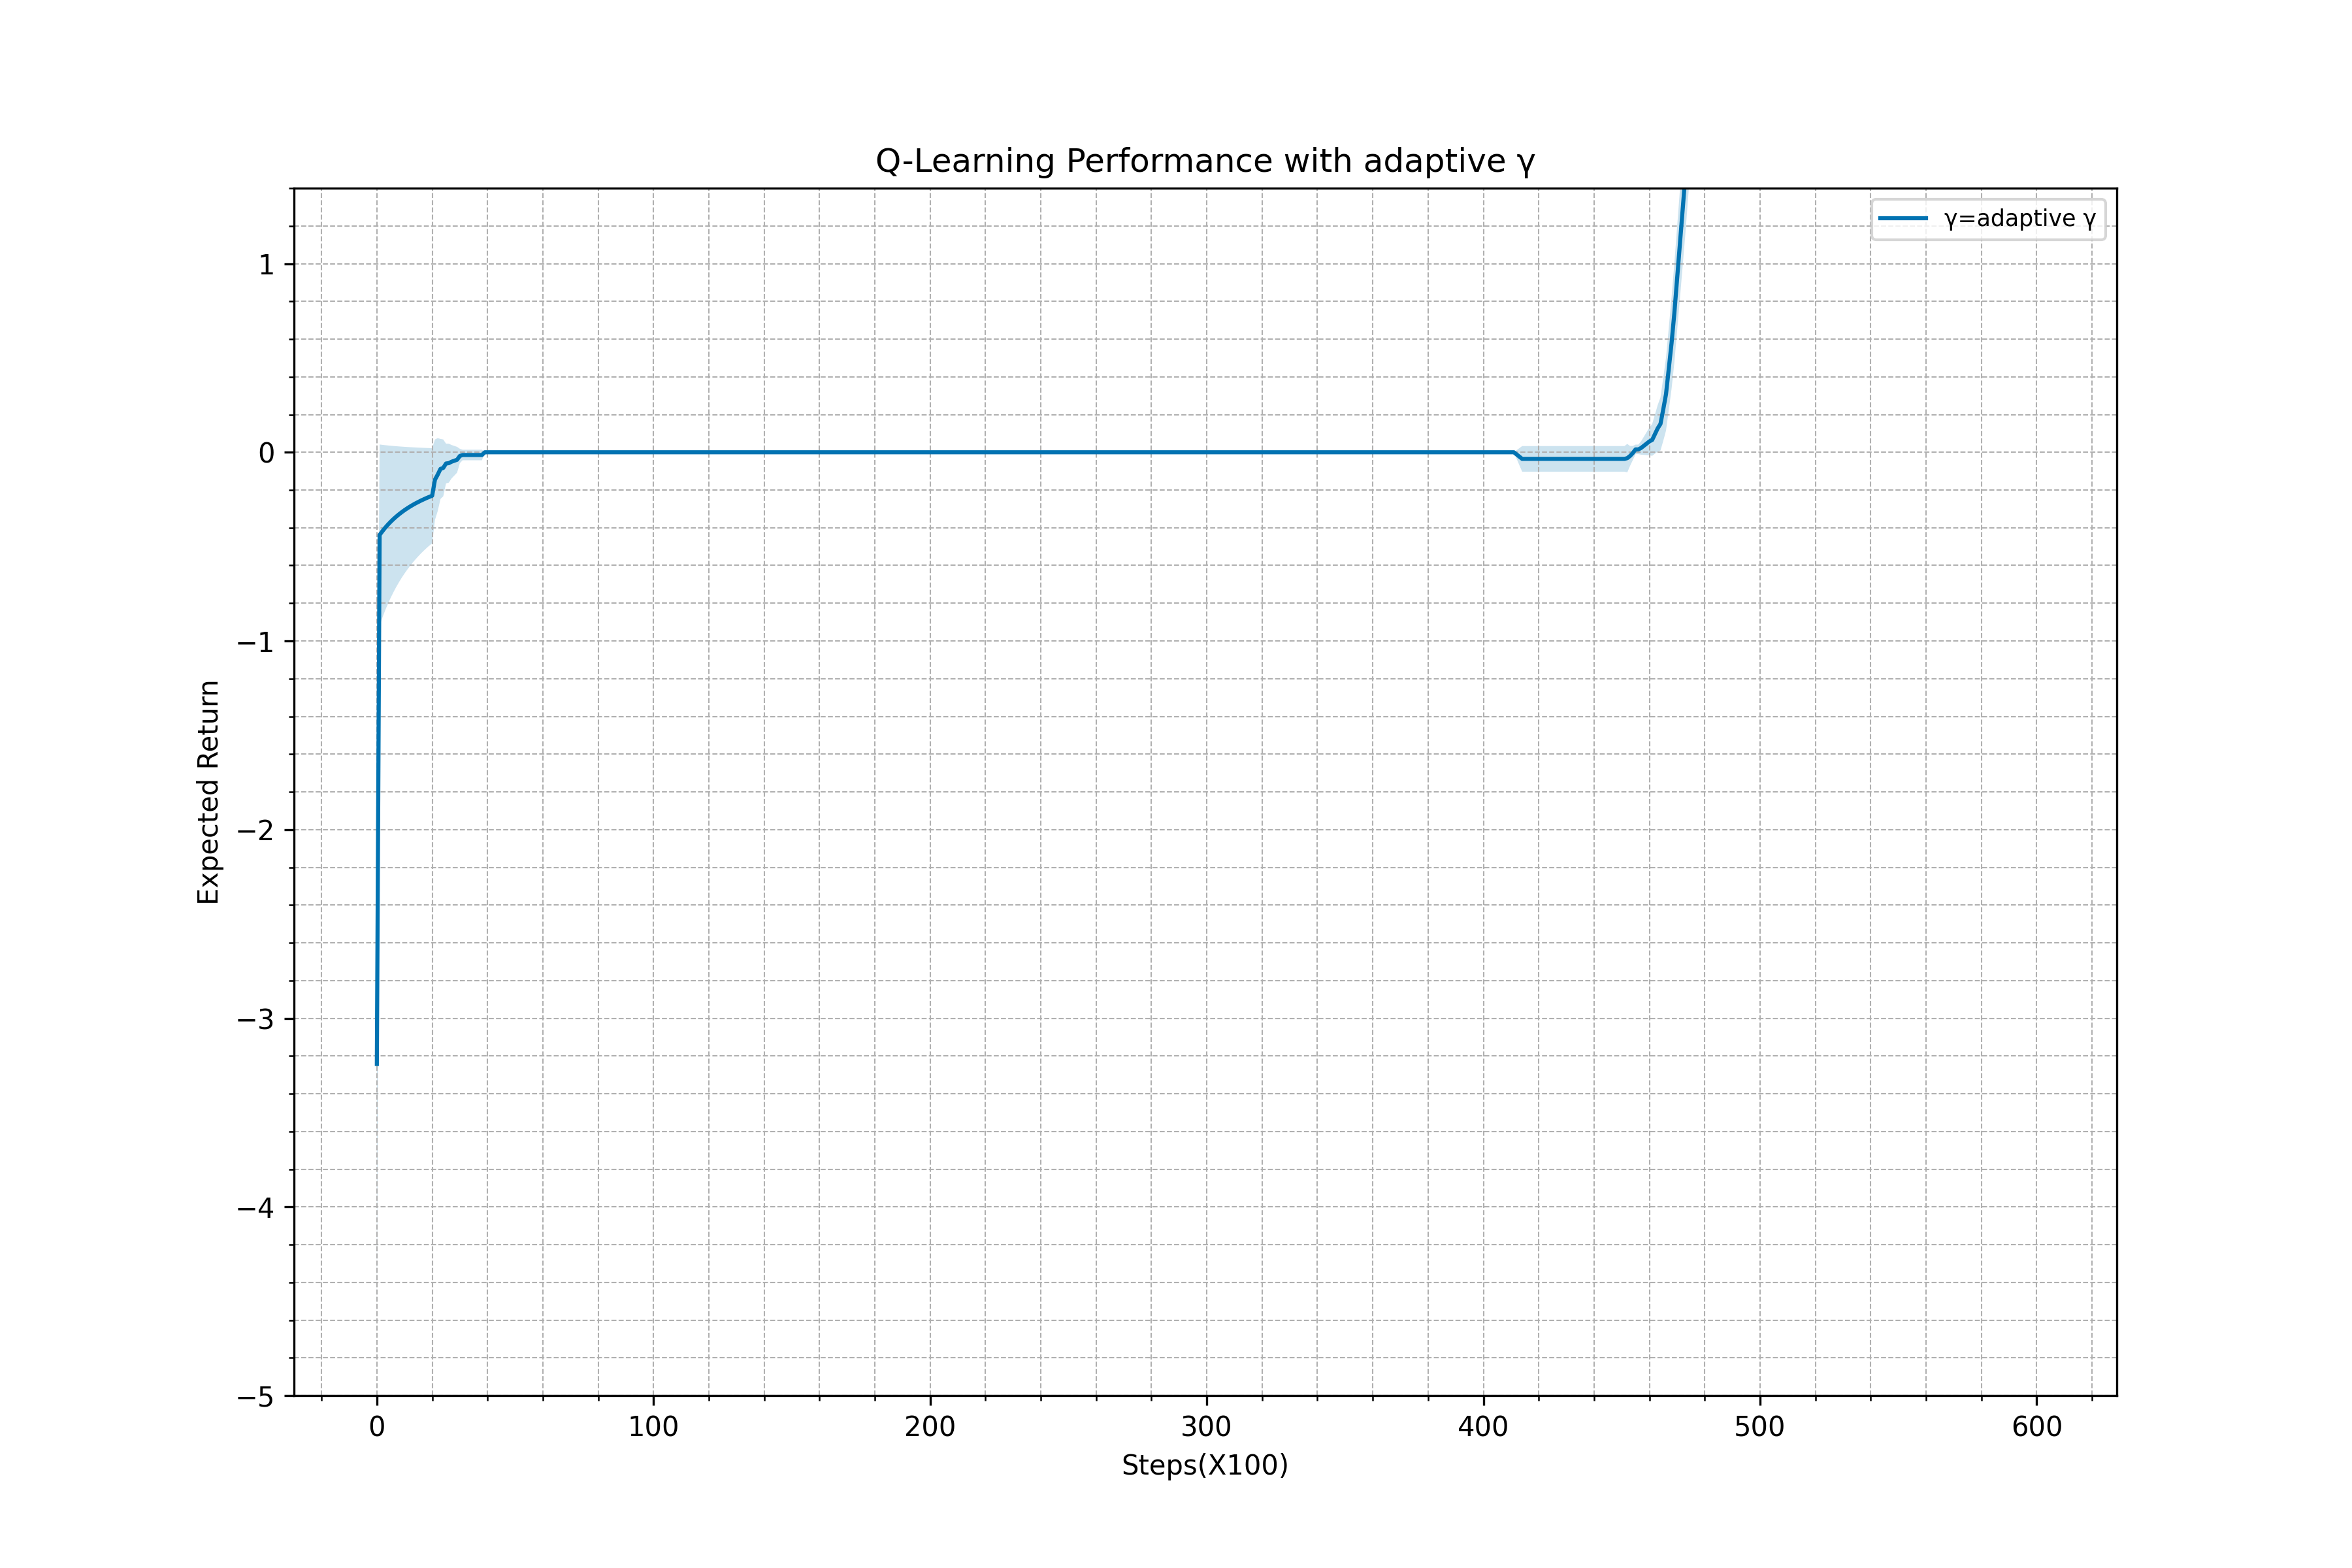 Q-Learning Performance with adaptive γ
γ=adaptive γ
1
0
−1
−2
−3
−4
−5
Expected Return
0 100 200 300 400 500 600
Steps(X100)